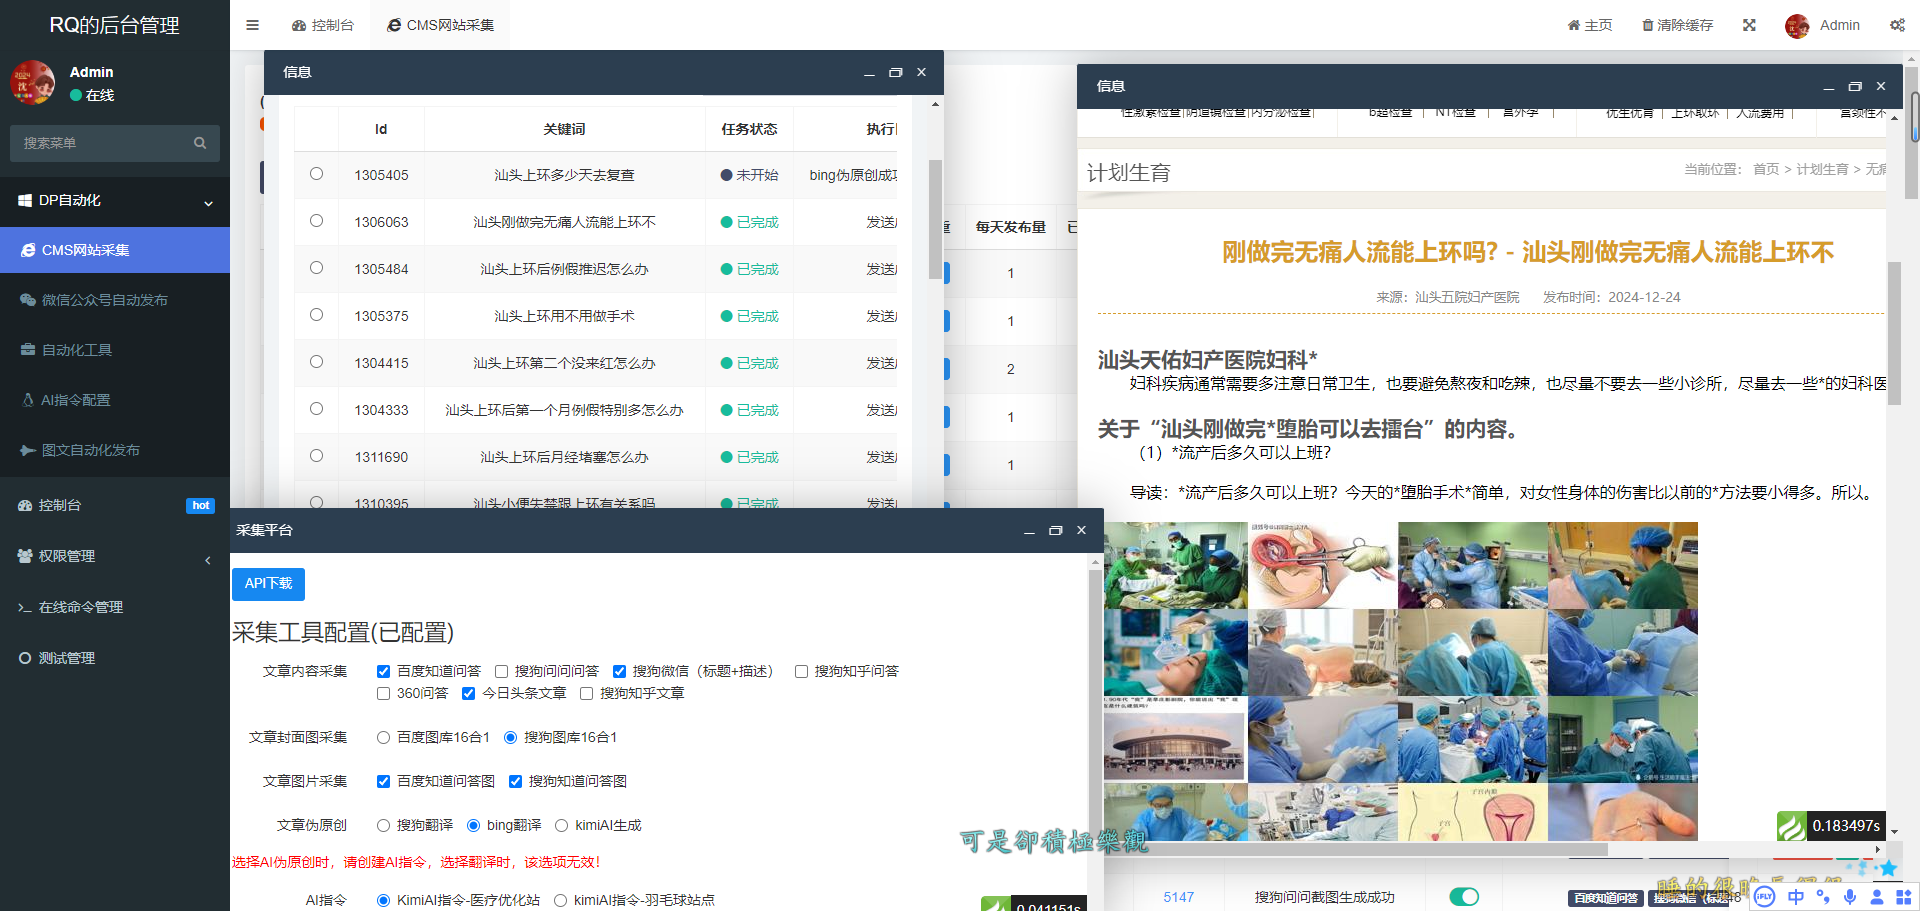 RQ的后台管理
Admin
在线
搜索菜单
DP自动化
CMS网站采集
微信公众号自动发布
自动化工具
AI指令配置
图文自动化发布
控制台
hot
权限管理
在线命令管理
测试管理
控制台
CMS网站采集
主页
清除缓存
Admin
信息
Id 关键词 任务状态
1305405 汕头上环多少天去复查 未开始
1306063 汕头刚做完无痛人流能上环不 已完成
1305484 汕头上环后例假推迟怎么办 已完成
1305375 汕头上环用不用做手术 已完成
1304415 汕头上环第二个没来红怎么办 已完成
1304333 汕头上环后第一个月例假特别多怎么办 已完成
1311690 汕头上环后月经堵塞怎么办 已完成
1310395 汕头小便失禁跟上环有关系吗 已完成
每天发布量
1
1
2
1
1
信息
计划生育
当前位置： 首页 > 计划生育 >
刚做完无痛人流能上环吗? - 汕头刚做完无痛人流能上环不
来源：汕头五院妇产医院 发布时间：2024-12-24
汕头天佑妇产医院妇科*
妇科疾病通常需要多注意日常卫生，也要避免熬夜和吃辣，也尽量不要去一些小诊所，尽量去一些*的妇科医
关于“汕头刚做完*堕胎可以去擂台”的内容。
（1）*流产后多久可以上班？
导读：*流产后多久可以上班？今天的*堕胎手术*简单，对女性身体的伤害比以前的*方法要小得多。所以。
0.183497s
采集平台
API下载
采集工具配置(已配置)
文章内容采集 百度知道问答 搜狗问问问答 搜狗微信（标题+描述） 搜狗知乎问答
360问答 今日头条文章 搜狗知乎文章
文章封面图采集 百度图库16合1 搜狗图库16合1
文章图片采集 百度知道问答图 搜狗知道问答图
文章伪原创 搜狗翻译 bing翻译 kimiAI生成
选择AI伪原创时，请创建AI指令，选择翻译时，该选项无效！
AI指令 KimiAI指令-医疗优化站 kimiAI指令-羽毛球站点
0.041151s
可是卻積極樂觀
5147 搜狗问问截图生成成功
百度知道问答
中